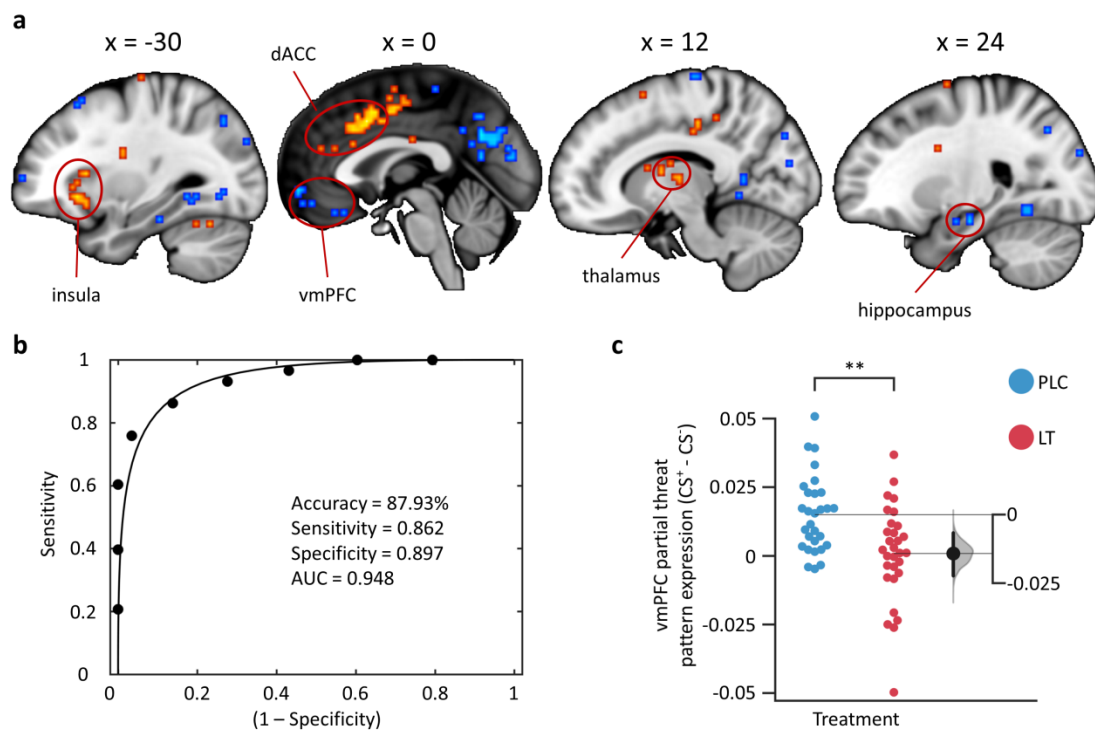 a
x = -30
x = 0
x = 12
x = 24
dACC
insula
vmPFC
thalamus
hippocampus
b
1
0.8
0.6
0.4
0.2
0
Sensitivity
Accuracy = 87.93%
Sensitivity = 0.862
Specificity = 0.897
AUC = 0.948
0
0.2
0.4
0.6
0.8
1
(1 – Specificity)
c
**
PLC
LT
vmPFC partial threat
pattern expression (CS⁺ - CS⁻)
0.05
0.025
0
-0.025
-0.05
0
-0.025
Treatment